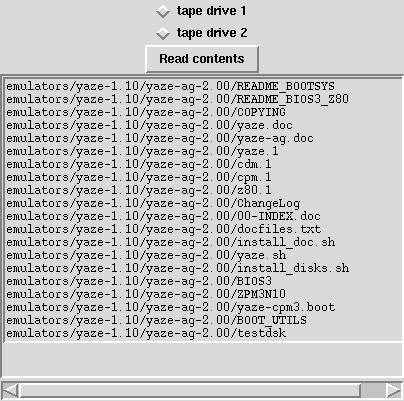 tape drive 1
tape drive 2
Read contents
emulators/yaze-1.10/yaze-ag-2.00/README_BOOTSYS
emulators/yaze-1.10/yaze-ag-2.00/README_BIOS3_Z80
emulators/yaze-1.10/yaze-ag-2.00/COPYING
emulators/yaze-1.10/yaze-ag-2.00/yaze.doc
emulators/yaze-1.10/yaze-ag-2.00/yaze-ag.doc
emulators/yaze-1.10/yaze-ag-2.00/yaze.1
emulators/yaze-1.10/yaze-ag-2.00/cdm.1
emulators/yaze-1.10/yaze-ag-2.00/cpm.1
emulators/yaze-1.10/yaze-ag-2.00/z80.1
emulators/yaze-1.10/yaze-ag-2.00/ChangeLog
emulators/yaze-1.10/yaze-ag-2.00/00-INDEX.doc
emulators/yaze-1.10/yaze-ag-2.00/docfiles.txt
emulators/yaze-1.10/yaze-ag-2.00/install_doc.sh
emulators/yaze-1.10/yaze-ag-2.00/yaze.sh
emulators/yaze-1.10/yaze-ag-2.00/install_disks.sh
emulators/yaze-1.10/yaze-ag-2.00/BIOS3
emulators/yaze-1.10/yaze-ag-2.00/ZPM3N10
emulators/yaze-1.10/yaze-ag-2.00/yaze-cpm3.boot
emulators/yaze-1.10/yaze-ag-2.00/BOOT_UTILS
emulators/yaze-1.10/yaze-ag-2.00/testdsk